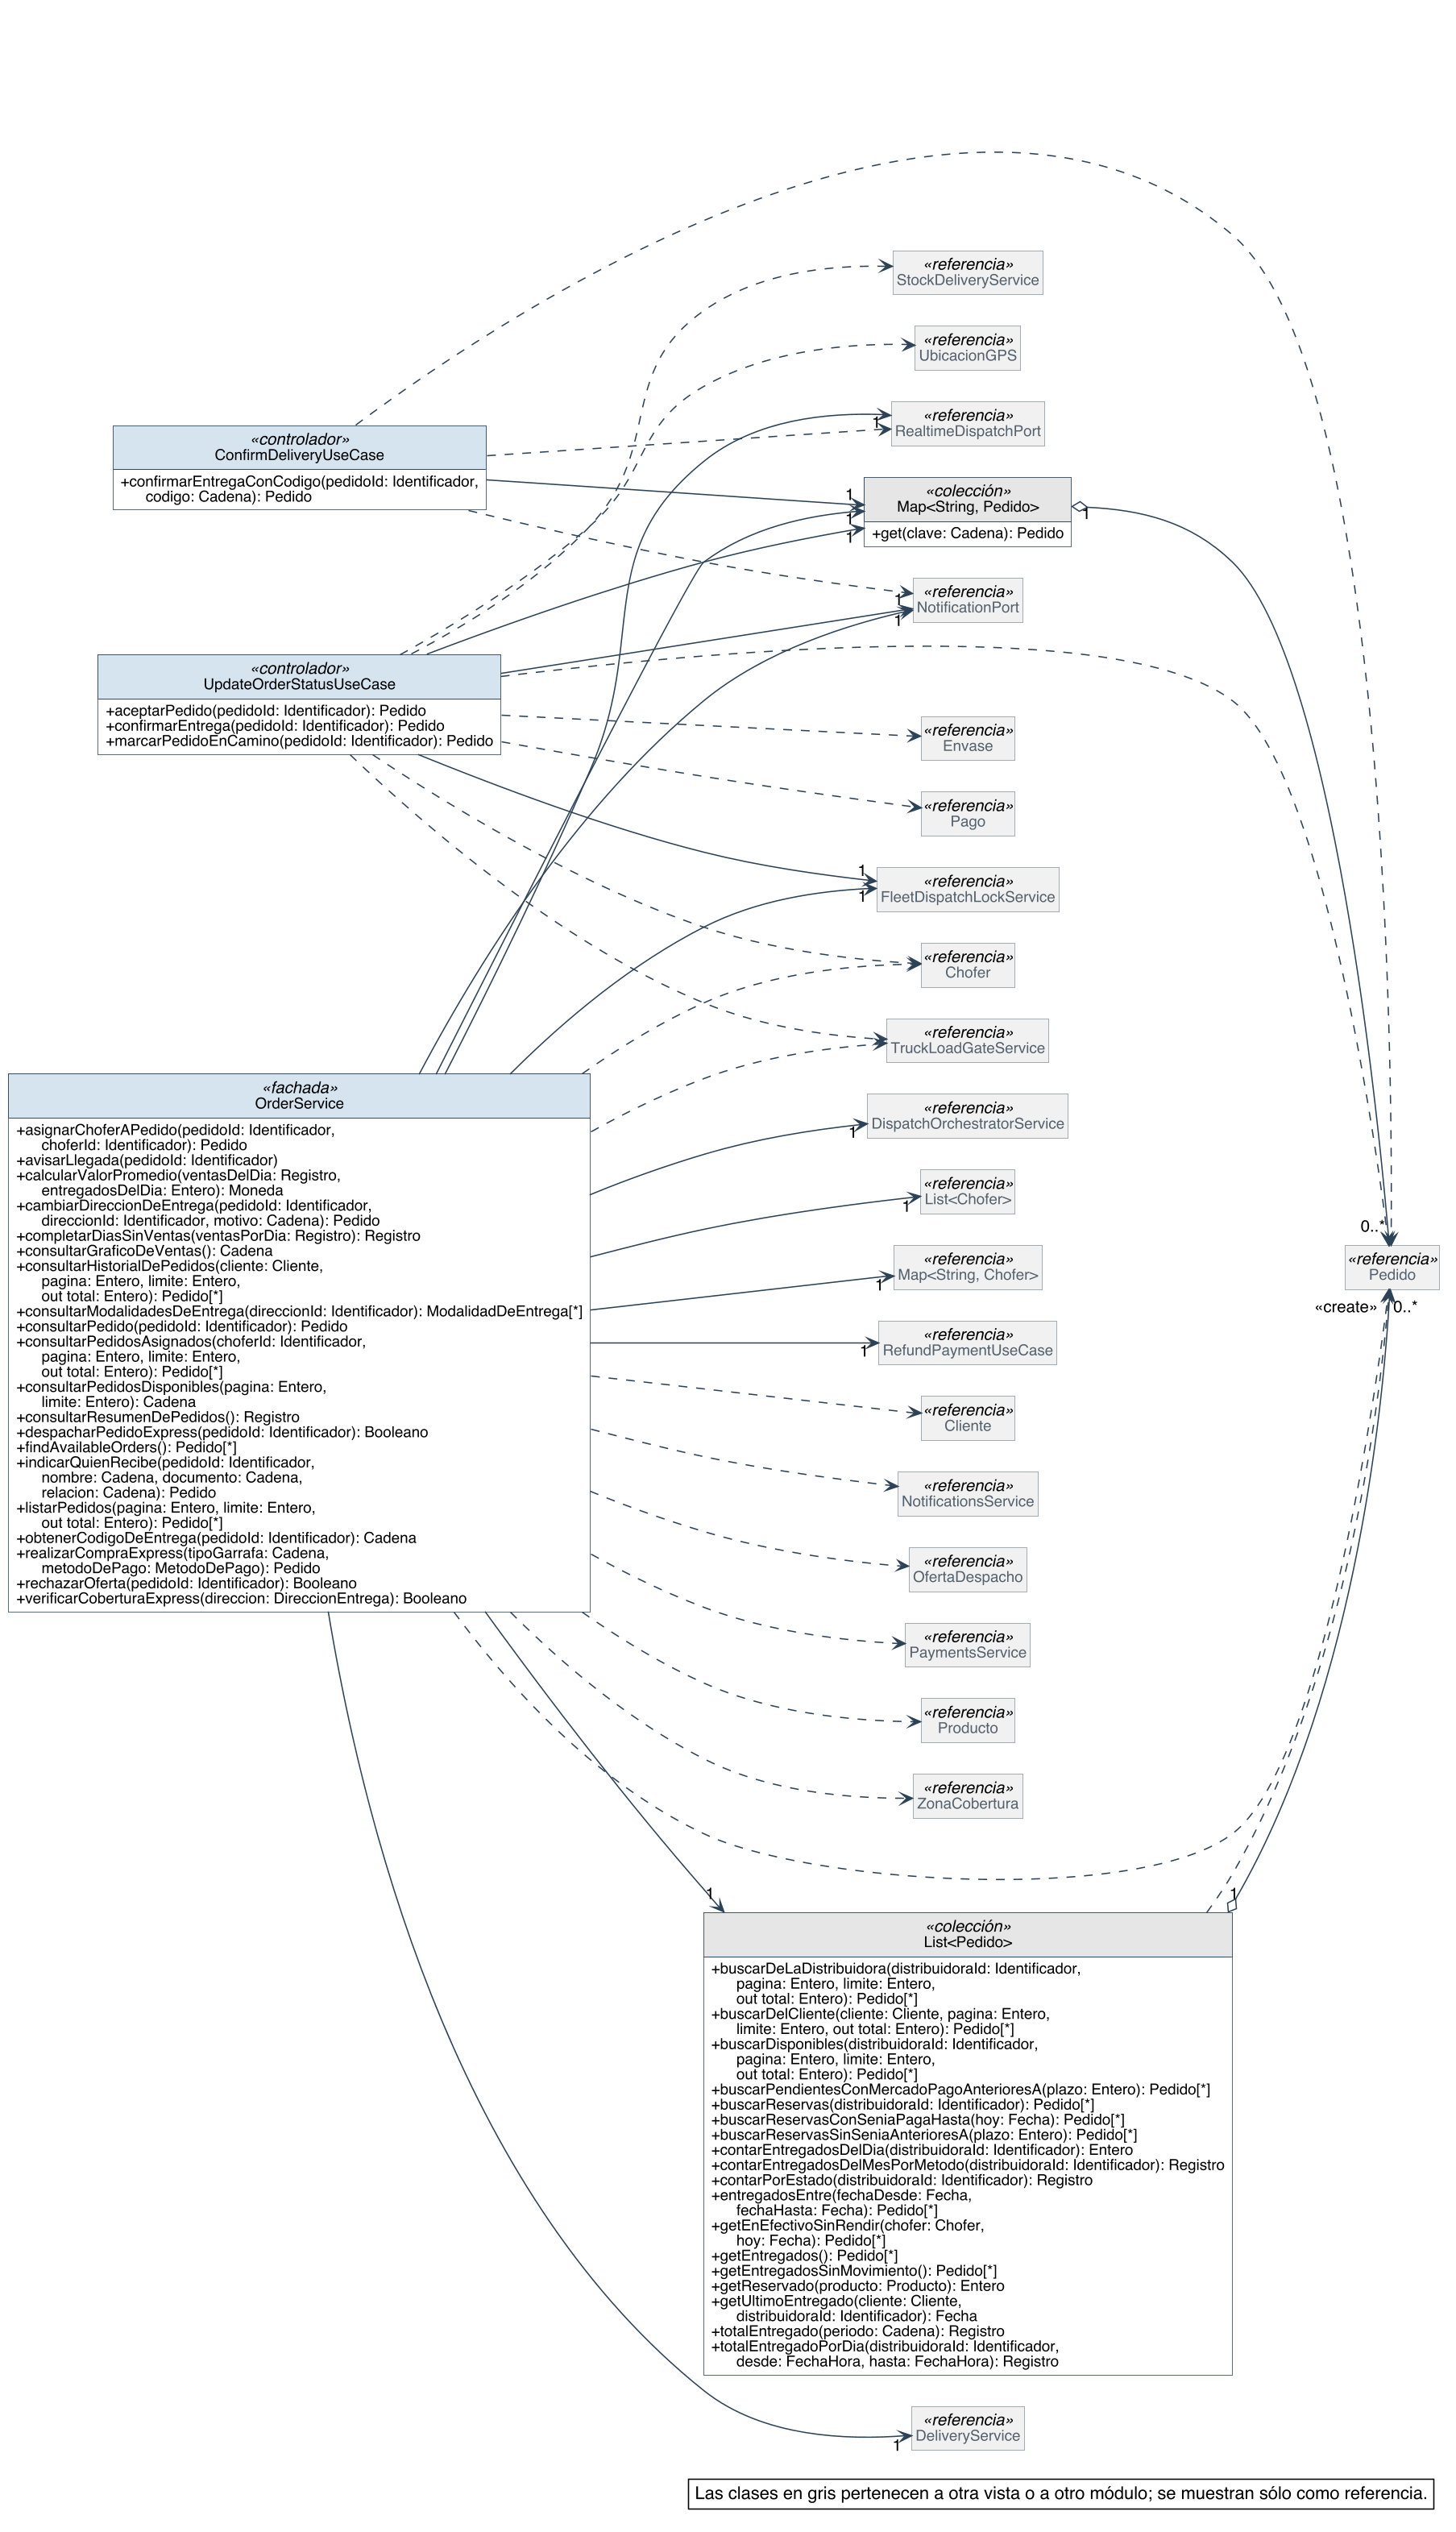 «referencia»
StockDeliveryService
«referencia»
UbicacionGPS
«referencia»
RealtimeDispatchPort
1
«controlador»
ConfirmDeliveryUseCase
+confirmarEntregaConCodigo(pedidoId: Identificador,
codigo: Cadena): Pedido
«colección»
Map<String, Pedido>
+get(clave: Cadena): Pedido
1
1
1
1
«referencia»
NotificationPort
1
1
«controlador»
UpdateOrderStatusUseCase
+aceptarPedido(pedidoId: Identificador): Pedido
+confirmarEntrega(pedidoId: Identificador): Pedido
+marcarPedidoEnCamino(pedidoId: Identificador): Pedido
«referencia»
Envase
«referencia»
Pago
1
«referencia»
FleetDispatchLockService
1
«referencia»
Chofer
«referencia»
TruckLoadGateService
«fachada»
OrderService
+asignarChoferAPedido(pedidoId: Identificador,
choferId: Identificador): Pedido
+avisarLlegada(pedidoId: Identificador)
+calcularValorPromedio(ventasDelDia: Registro,
entregadosDelDia: Entero): Moneda
+cambiarDireccionDeEntrega(pedidoId: Identificador,
direccionId: Identificador, motivo: Cadena): Pedido
+completarDiasSinVentas(ventasPorDia: Registro): Registro
+consultarGraficoDeVentas(): Cadena
+consultarHistorialDePedidos(cliente: Cliente,
pagina: Entero, limite: Entero,
out total: Entero): Pedido[*]
+consultarModalidadesDeEntrega(direccionId: Identificador): ModalidadDeEntrega[*]
+consultarPedido(pedidoId: Identificador): Pedido
+consultarPedidosAsignados(choferId: Identificador,
pagina: Entero, limite: Entero,
out total: Entero): Pedido[*]
+consultarPedidosDisponibles(pagina: Entero,
limite: Entero): Cadena
+consultarResumenDePedidos(): Registro
+despacharPedidoExpress(pedidoId: Identificador): Booleano
+findAvailableOrders(): Pedido[*]
+indicarQuienRecibe(pedidoId: Identificador,
nombre: Cadena, documento: Cadena,
relacion: Cadena): Pedido
+listarPedidos(pagina: Entero, limite: Entero,
out total: Entero): Pedido[*]
+obtenerCodigoDeEntrega(pedidoId: Identificador): Cadena
+realizarCompraExpress(tipoGarrafa: Cadena,
metodoDePago: MetodoDePago): Pedido
+rechazarOferta(pedidoId: Identificador): Booleano
+verificarCoberturaExpress(direccion: DireccionEntrega): Booleano
«referencia»
DispatchOrchestratorService
1
«referencia»
List<Chofer>
1
«referencia»
Map<String, Chofer>
1
0..*
«referencia»
Pedido
«create»
0..*
«referencia»
RefundPaymentUseCase
1
«referencia»
Cliente
«referencia»
NotificationsService
«referencia»
OfertaDespacho
«referencia»
PaymentsService
«referencia»
Producto
«referencia»
ZonaCobertura
1
1
«colección»
List<Pedido>
+buscarDeLaDistribuidora(distribuidoraId: Identificador,
pagina: Entero, limite: Entero,
out total: Entero): Pedido[*]
+buscarDelCliente(cliente: Cliente, pagina: Entero,
limite: Entero, out total: Entero): Pedido[*]
+buscarDisponibles(distribuidoraId: Identificador,
pagina: Entero, limite: Entero,
out total: Entero): Pedido[*]
+buscarPendientesConMercadoPagoAnterioresA(plazo: Entero): Pedido[*]
+buscarReservas(distribuidoraId: Identificador): Pedido[*]
+buscarReservasConSeniaPagaHasta(hoy: Fecha): Pedido[*]
+buscarReservasSinSeniaAnterioresA(plazo: Entero): Pedido[*]
+contarEntregadosDelDia(distribuidoraId: Identificador): Entero
+contarEntregadosDelMesPorMetodo(distribuidoraId: Identificador): Registro
+contarPorEstado(distribuidoraId: Identificador): Registro
+entregadosEntre(fechaDesde: Fecha,
fechaHasta: Fecha): Pedido[*]
+getEnEfectivoSinRendir(chofer: Chofer,
hoy: Fecha): Pedido[*]
+getEntregados(): Pedido[*]
+getEntregadosSinMovimiento(): Pedido[*]
+getReservado(producto: Producto): Entero
+getUltimoEntregado(cliente: Cliente,
distribuidoraId: Identificador): Fecha
+totalEntregado(periodo: Cadena): Registro
+totalEntregadoPorDia(distribuidoraId: Identificador,
desde: FechaHora, hasta: FechaHora): Registro
«referencia»
DeliveryService
1
Las clases en gris pertenecen a otra vista o a otro módulo; se muestran sólo como referencia.